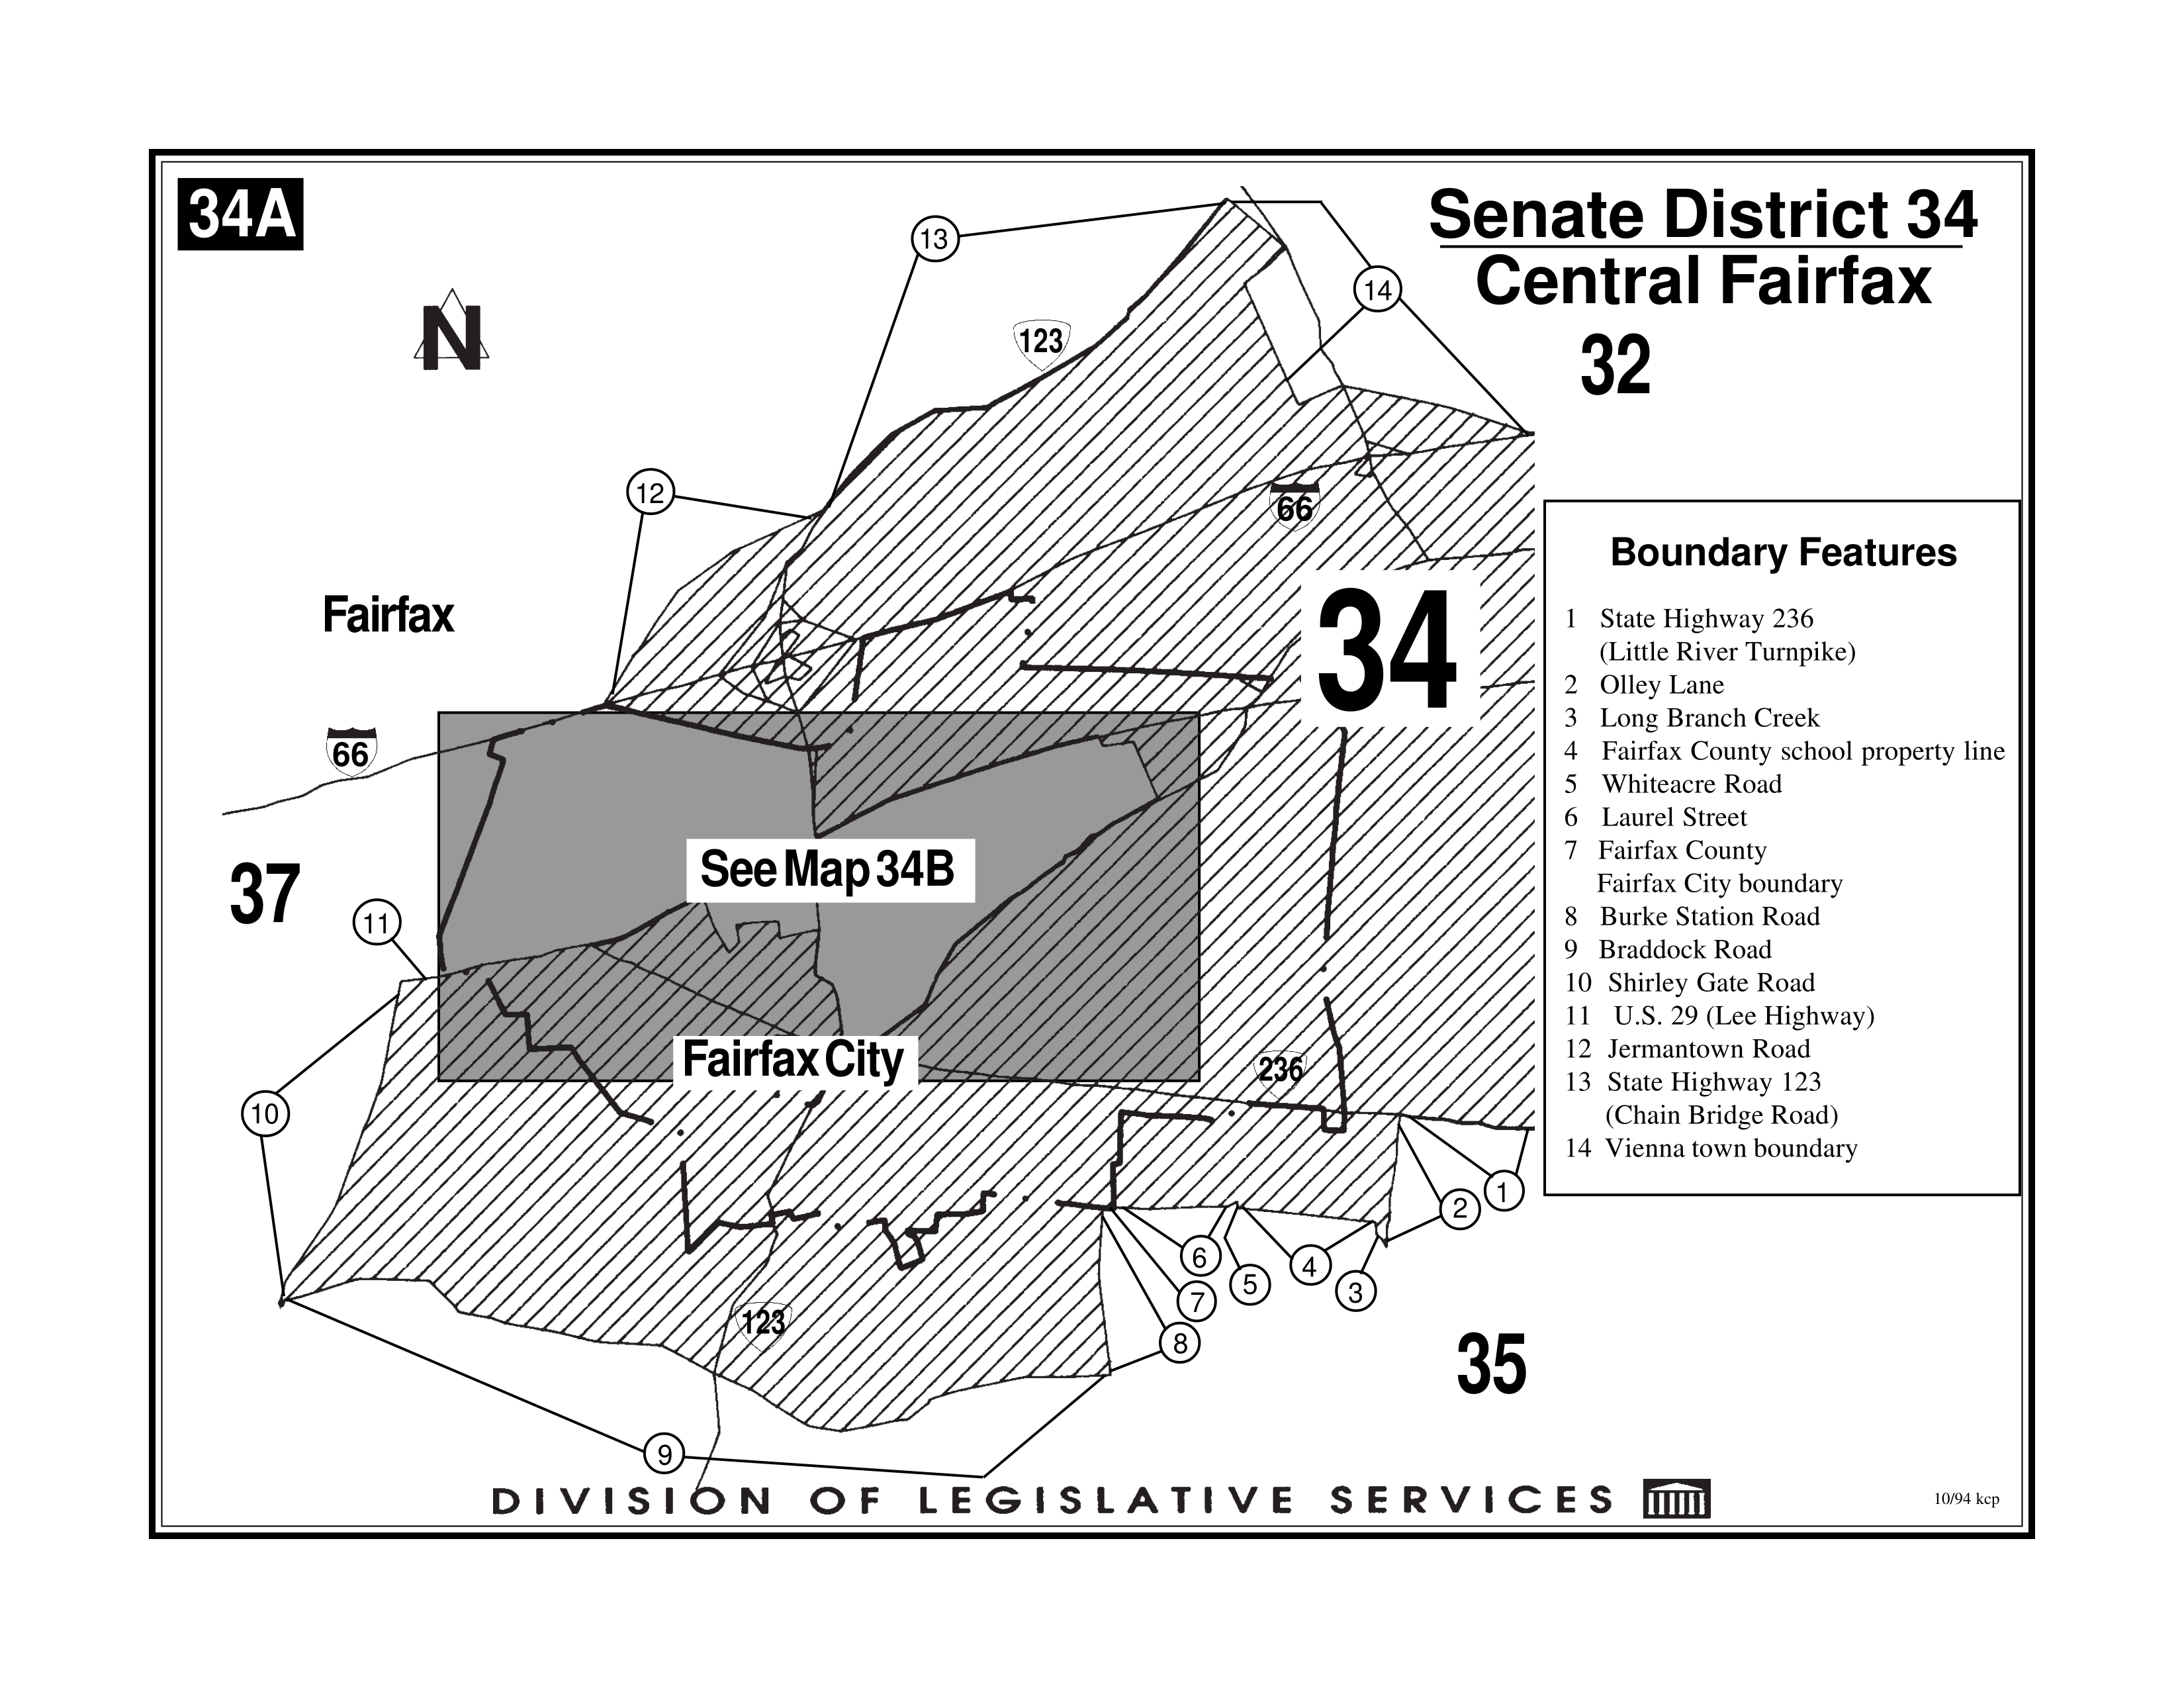 34A
Senate District 34
Central Fairfax
N
13
14
123
32
12
66
Boundary Features
1 State Highway 236
(Little River Turnpike)
2 Olley Lane
3 Long Branch Creek
4 Fairfax County school property line
5 Whiteacre Road
6 Laurel Street
7 Fairfax County
Fairfax City boundary
8 Burke Station Road
9 Braddock Road
10 Shirley Gate Road
11 U.S. 29 (Lee Highway)
12 Jermantown Road
13 State Highway 123
(Chain Bridge Road)
14 Vienna town boundary
Fairfax
34
66
See Map 34B
37
11
Fairfax City
236
10
1
2
6
5
4
3
7
123
8
35
9
DIVISION OF LEGISLATIVE SERVICES
10/94 kcp